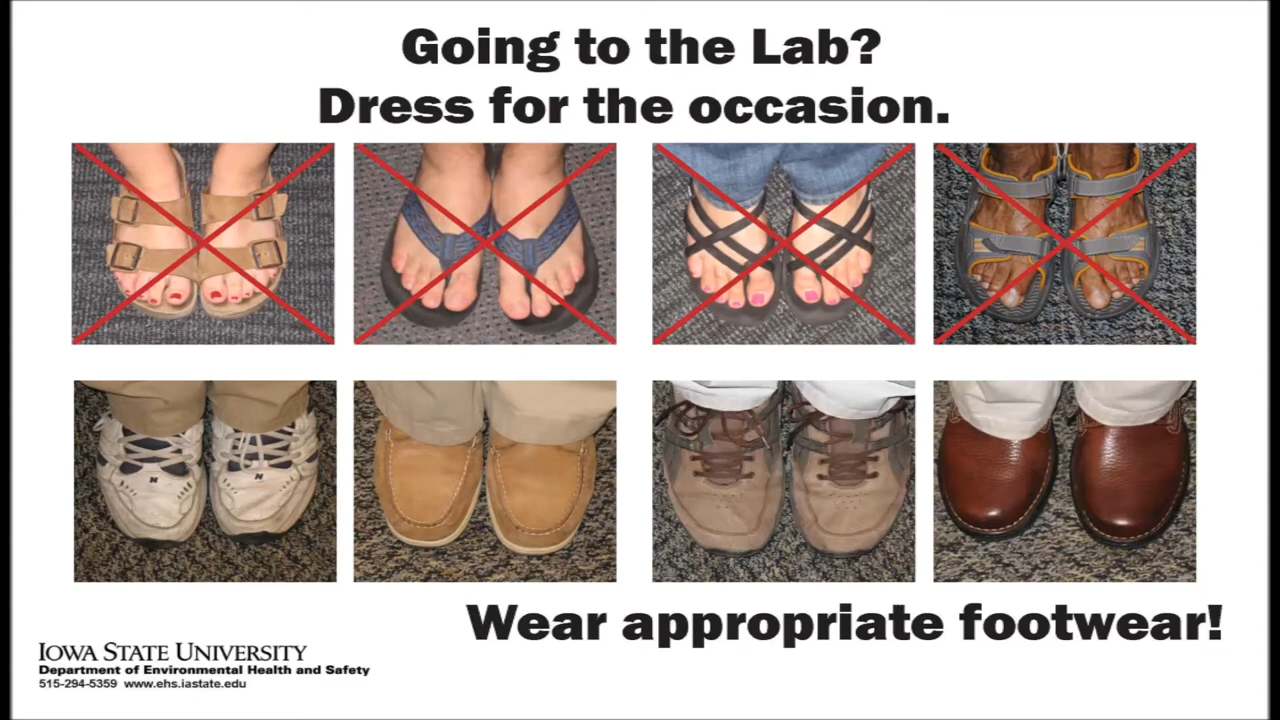 Going to the Lab?
Dress for the occasion.
Wear appropriate footwear!
IOWA STATE UNIVERSITY
Department of Environmental Health and Safety
515-294-5359 www.ehs.iastate.edu